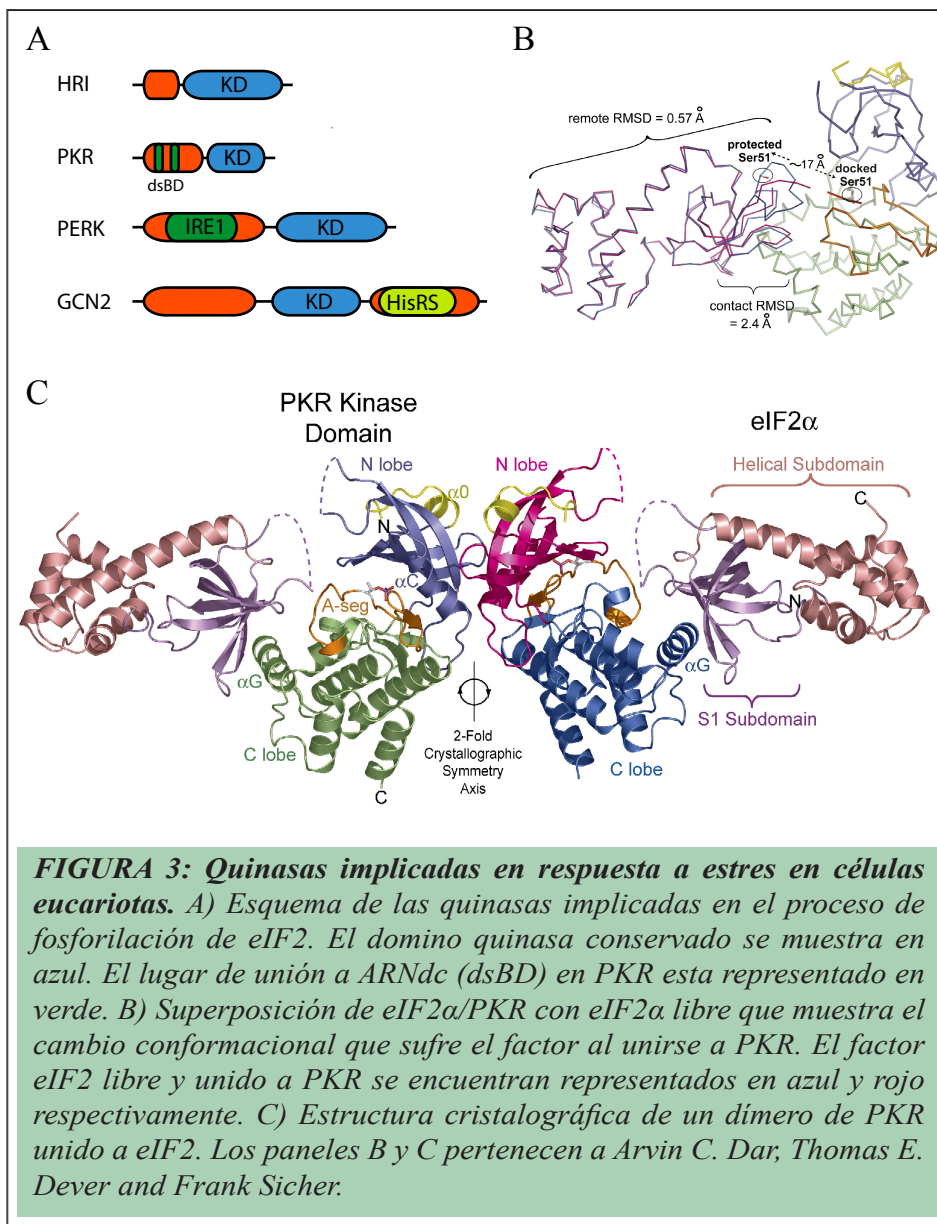 A
HRI
KD
PKR
KD
dsBD
PERK
IRE1
KD
GCN2
KD
HisRS
B
remote RMSD = 0.57 Å
protected
Ser51
~17 Å
docked
Ser51
contact RMSD
= 2.4 Å
C
PKR Kinase
Domain
eIF2α
N lobe
N lobe
Helical Subdomain
α0
C
N
αC
A-seg
N
αG
αG
S1 Subdomain
C lobe
2-Fold
Crystallographic
Symmetry
Axis
C lobe
C
FIGURA 3: Quinasas implicadas en respuesta a estres en células
eucariotas. A) Esquema de las quinasas implicadas en el proceso de
fosforilación de eIF2. El domino quinasa conservado se muestra en
azul. El lugar de unión a ARNdc (dsBD) en PKR esta representado en
verde. B) Superposición de eIF2α/PKR con eIF2α libre que muestra el
cambio conformacional que sufre el factor al unirse a PKR. El factor
eIF2 libre y unido a PKR se encuentran representados en azul y rojo
respectivamente. C) Estructura cristalográfica de un dímero de PKR
unido a eIF2. Los paneles B y C pertenecen a Arvin C. Dar, Thomas E.
Dever and Frank Sicher.